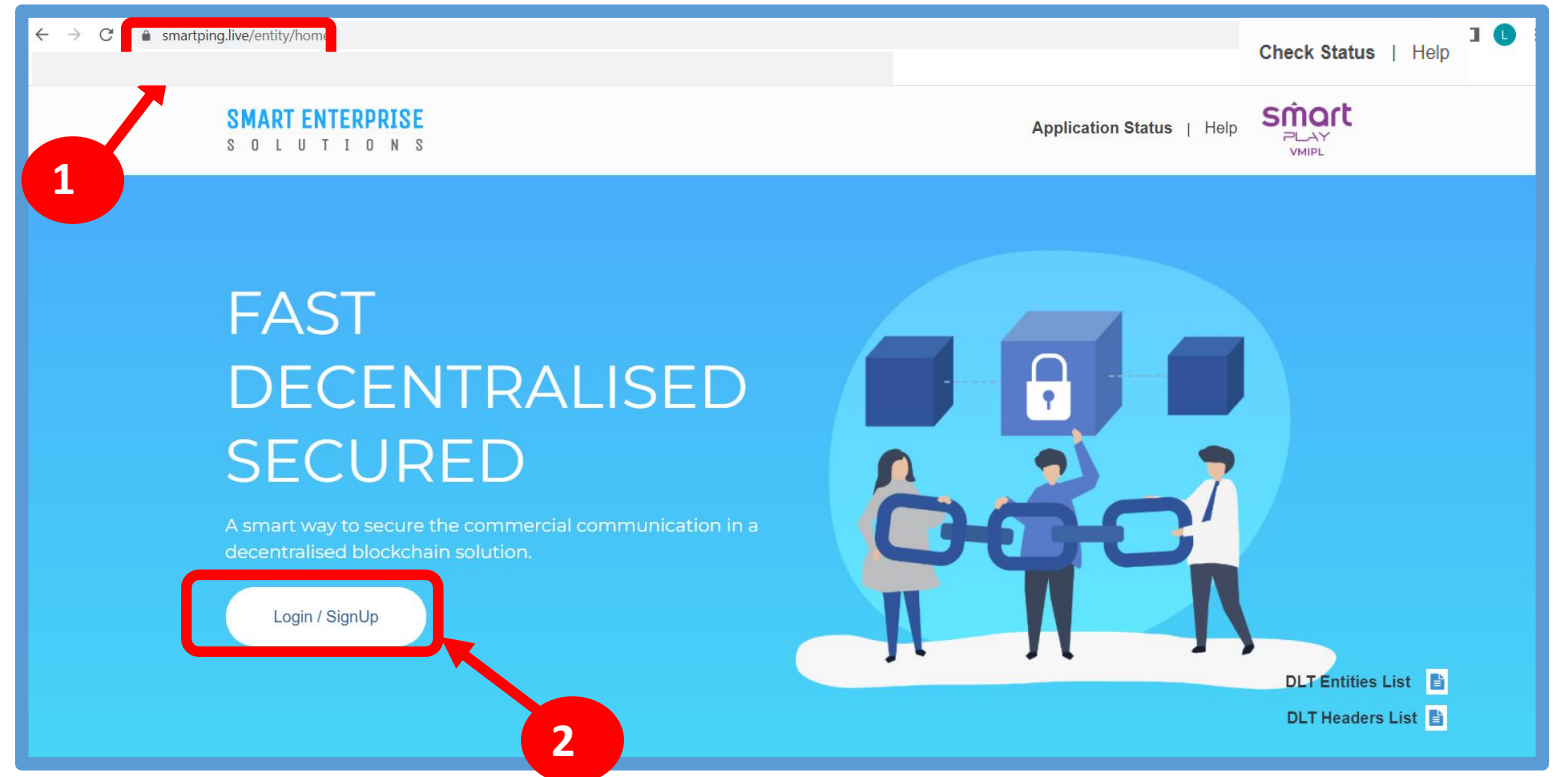 smartping.live/entity/home
L
Check Status | Help
1
SMART ENTERPRISE
SOLUTIONS
Application Status | Help
smart
PLAY
VMIPL
FAST
DECENTRALISED
SECURED
A smart way to secure the commercial communication in a
decentralised blockchain solution.
Login / SignUp
2
DLT Entities List
DLT Headers List